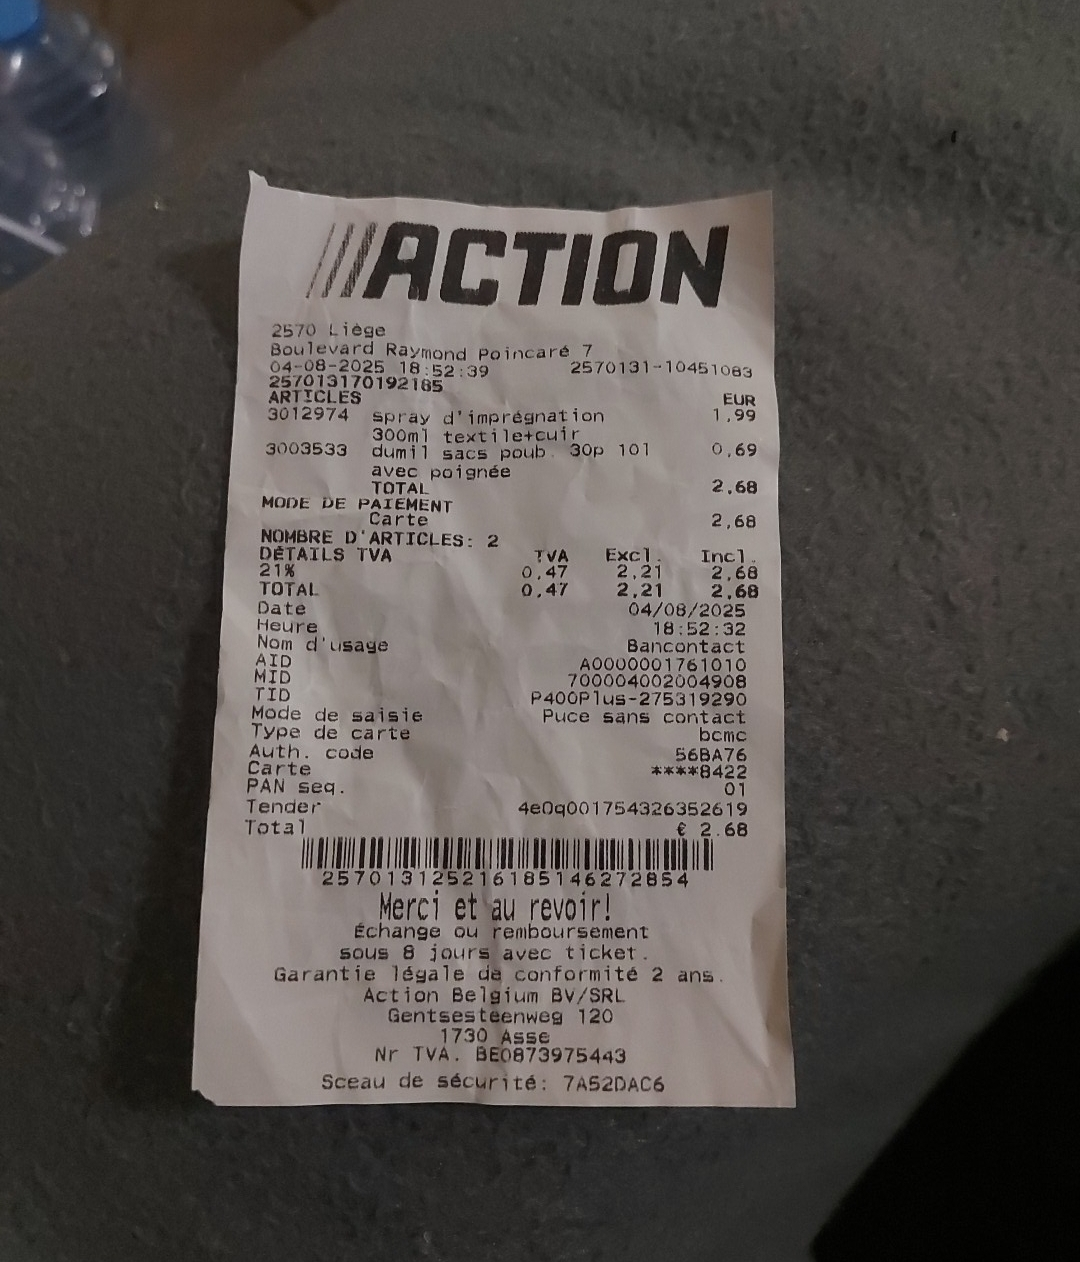 ACTION
2570 Liège
Boulevard Raymond Poincaré 7
04-08-2025 18:52:39 2570131-10451083
257013170192185
ARTICLES EUR
3012974 spray d'imprégnation 1,99
300ml textile+cuir
3003533 dumil sacs poub. 30p 10l 0,69
avec poignée
TOTAL 2,68
MODE DE PAIEMENT
Carte 2,68
NOMBRE D'ARTICLES: 2
DÉTAILS TVA TVA Excl. Incl.
21% 0,47 2,21 2,68
TOTAL 0,47 2,21 2,68
Date 04/08/2025
Heure 18:52:32
Nom d'usage Bancontact
AID A0000001761010
MID 700004002004908
TID P400Plus-275319290
Mode de saisie Puce sans contact
Type de carte bcmc
Auth. code 56BA76
Carte ****8422
PAN seq. 01
Tender 4e0q001754326352619
Total € 2.68
2570131252161851462​72854
Merci et au revoir!
Échange ou remboursement
sous 8 jours avec ticket.
Garantie légale de conformité 2 ans.
Action Belgium BV/SRL
Gentsesteenweg 120
1730 Asse
Nr TVA. BE0873975443
Sceau de sécurité: 7A52DAC6